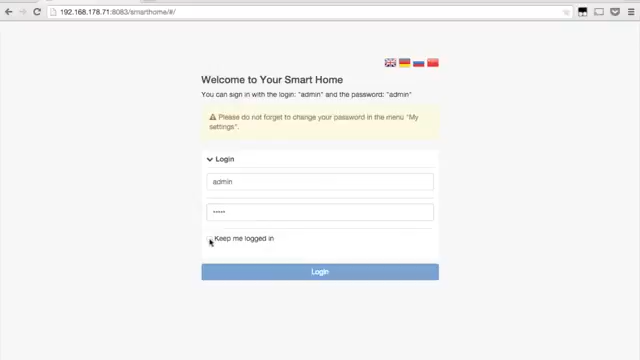 192.168.178.71:8083/smarthome/#/
Welcome to Your Smart Home
You can sign in with the login: "admin" and the password: "admin"
Please do not forget to change your password in the menu "My
settings".
Login
admin
•••••
Keep me logged in
Login